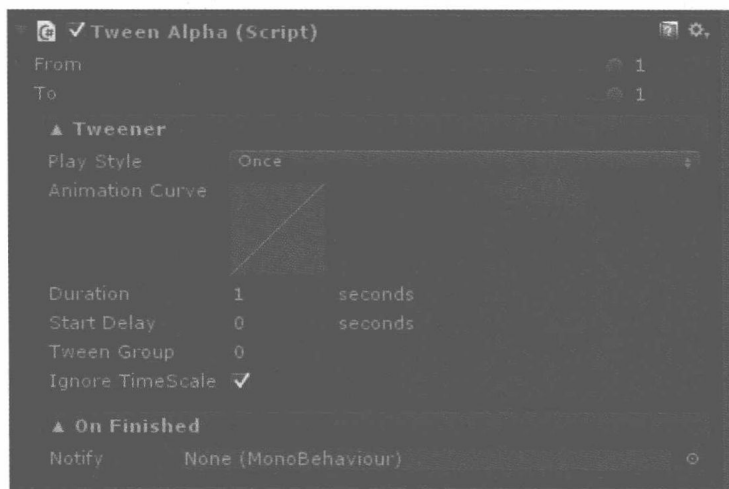 Tween Alpha (Script)
From 1
To 1
▲ Tweener
Play Style Once
Animation Curve
Duration 1 seconds
Start Delay 0 seconds
Tween Group 0
Ignore TimeScale
▲ On Finished
Notify None (MonoBehaviour)